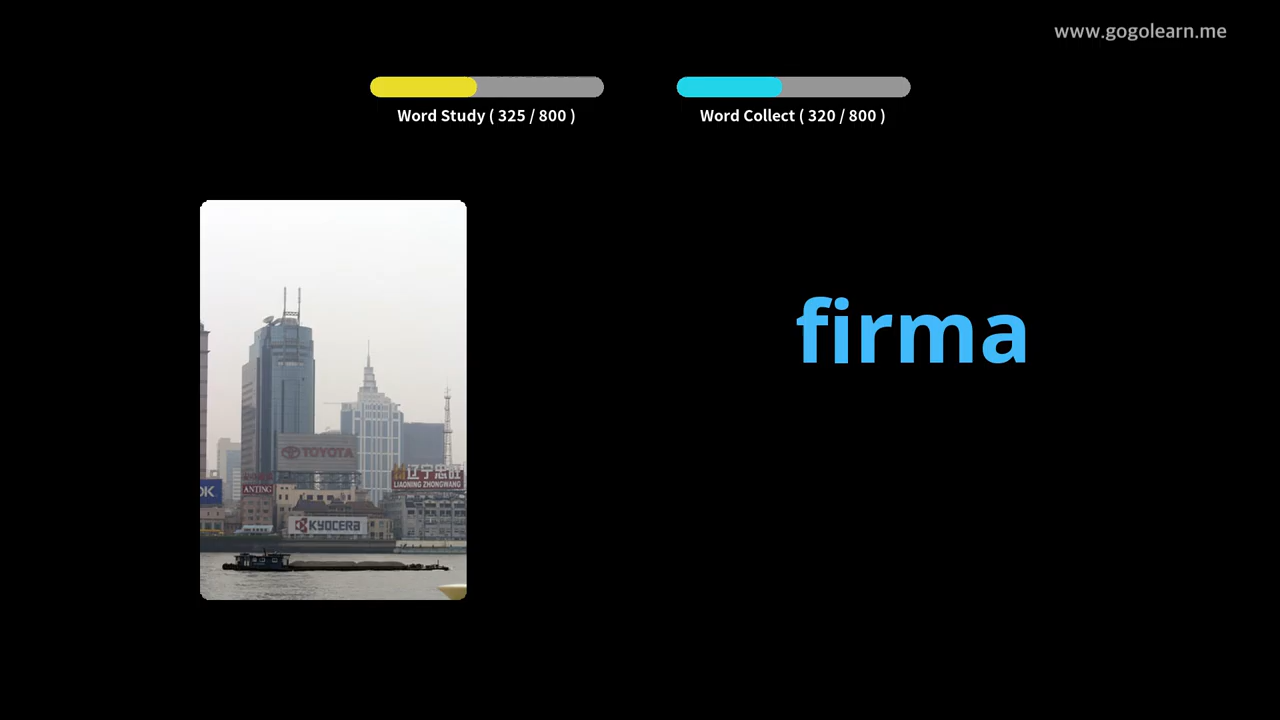 www.gogolearn.me
Word Study ( 325 / 800 )
Word Collect ( 320 / 800 )
firma
TOYOTA
辽宁忠旺
LIAONING ZHONGWANG
OK
ANTING
KYOCERA